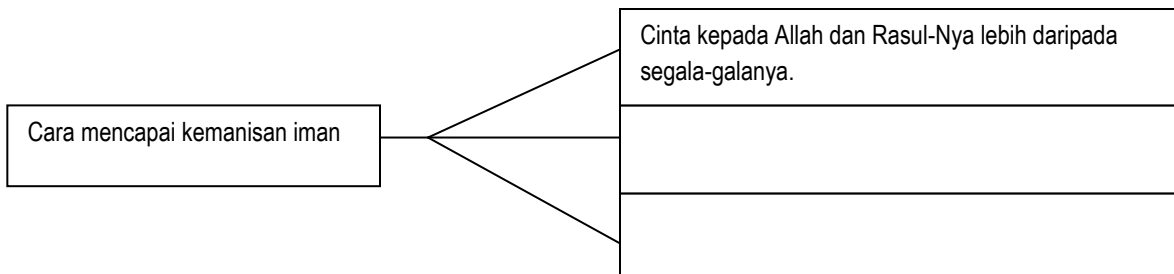 Cara mencapai kemanisan iman
Cinta kepada Allah dan Rasul-Nya lebih daripada
segala-galanya.